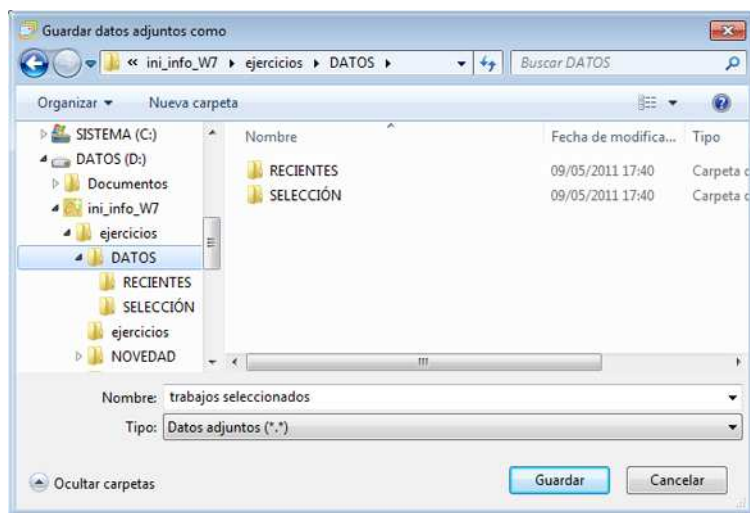 Guardar datos adjuntos como
« ini_info_W7 ▸ ejercicios ▸ DATOS ▸
Buscar DATOS
Organizar ▾ Nueva carpeta
SISTEMA (C:)
DATOS (D:)
Documentos
ini_info_W7
ejercicios
DATOS
RECIENTES
SELECCIÓN
ejercicios
NOVEDAD
Nombre Fecha de modifica... Tipo
RECIENTES 09/05/2011 17:40 Carpeta d
SELECCIÓN 09/05/2011 17:40 Carpeta d
Nombre: trabajos seleccionados
Tipo: Datos adjuntos (*.*)
Ocultar carpetas Guardar Cancelar